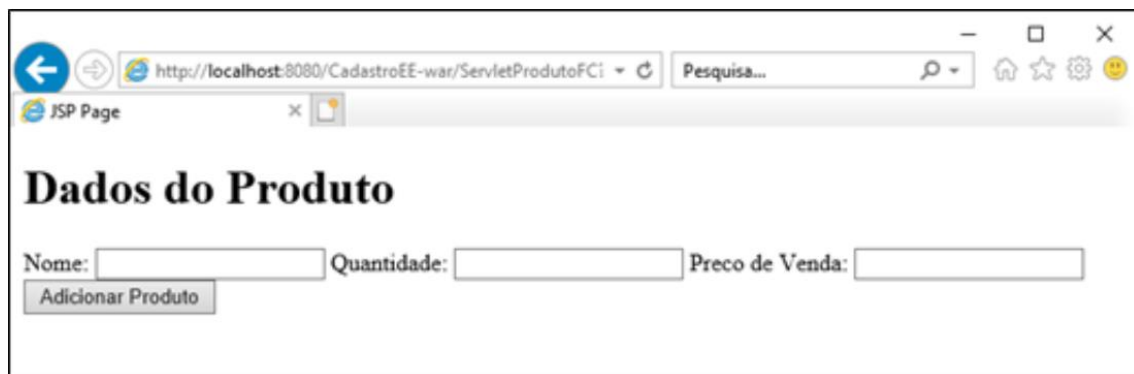 http://localhost:8080/CadastroEE-war/ServletProdutoFC
Pesquisa...
JSP Page
Dados do Produto
Nome: Quantidade: Preco de Venda:
Adicionar Produto